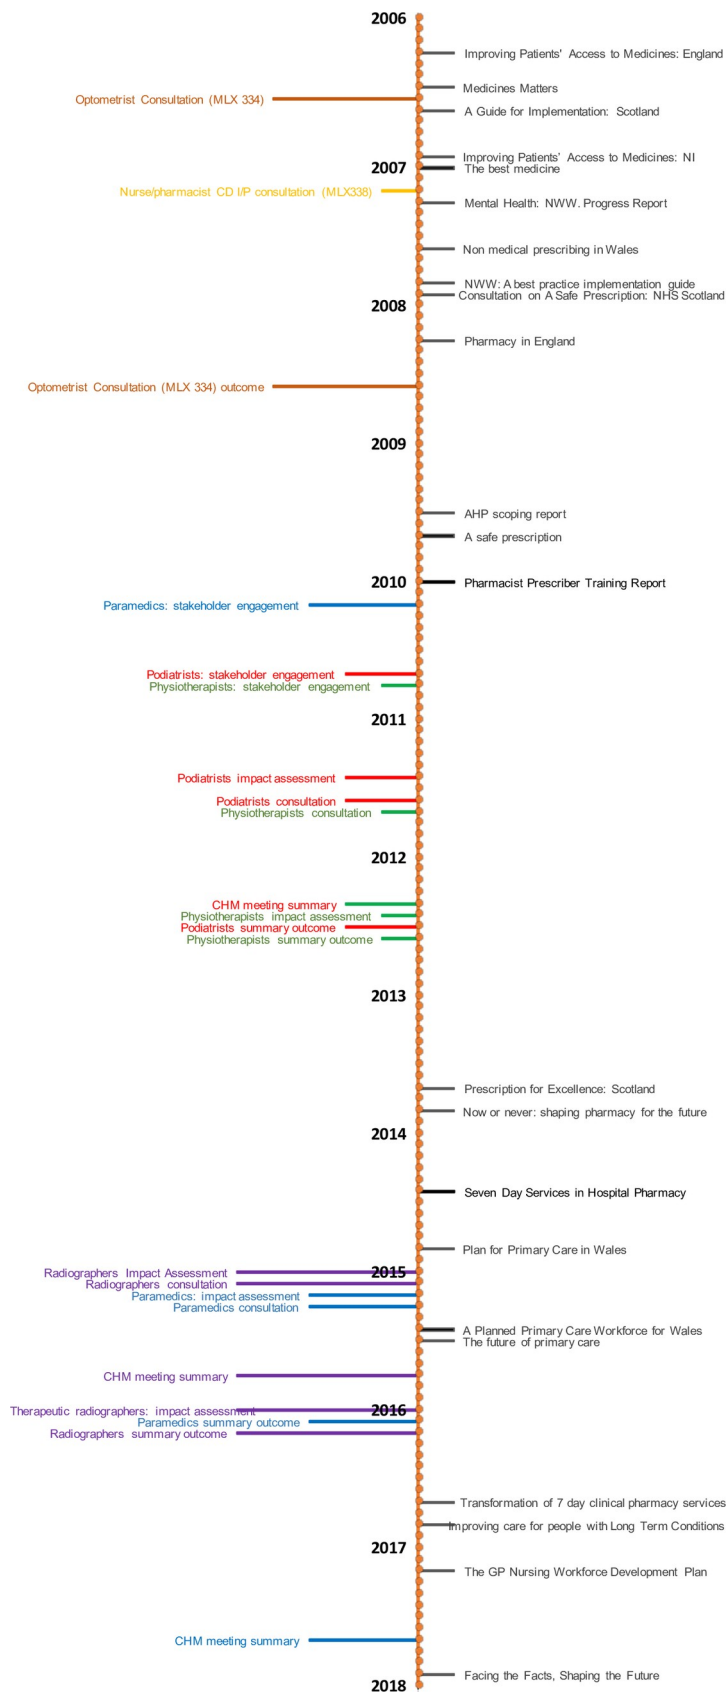 2006
Improving Patients' Access to Medicines: England
Medicines Matters
Optometrist Consultation (MLX 334)
A Guide for Implementation: Scotland
Improving Patients' Access to Medicines: NI
2007
The best medicine
Nurse/pharmacist CD I/P consultation (MLX338)
Mental Health: NWW. Progress Report
Non medical prescribing in Wales
NWW: A best practice implementation guide
Consultation on A Safe Prescription: NHS Scotland
2008
Pharmacy in England
Optometrist Consultation (MLX 334) outcome
2009
AHP scoping report
A safe prescription
2010
Pharmacist Prescriber Training Report
Paramedics: stakeholder engagement
Podiatrists: stakeholder engagement
Physiotherapists: stakeholder engagement
2011
Podiatrists impact assessment
Podiatrists consultation
Physiotherapists consultation
2012
CHM meeting summary
Physiotherapists impact assessment
Podiatrists summary outcome
Physiotherapists summary outcome
2013
Prescription for Excellence: Scotland
Now or never: shaping pharmacy for the future
2014
Seven Day Services in Hospital Pharmacy
Plan for Primary Care in Wales
Radiographers Impact Assessment
2015
Radiographers consultation
Paramedics: impact assessment
Paramedics consultation
A Planned Primary Care Workforce for Wales
The future of primary care
CHM meeting summary
Therapeutic radiographers: impact assessment
2016
Paramedics summary outcome
Radiographers summary outcome
Transformation of 7 day clinical pharmacy services
Improving care for people with Long Term Conditions
2017
The GP Nursing Workforce Development Plan
CHM meeting summary
Facing the Facts, Shaping the Future
2018